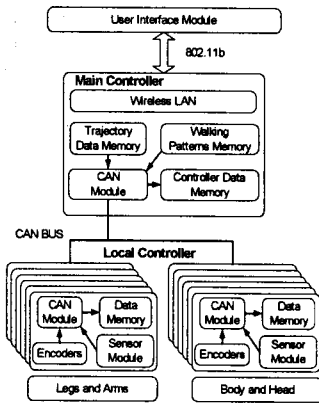 User Interface Module
802.11b
Main Controller
Wireless LAN
Trajectory
Data Memory
Walking
Patterns Memory
CAN
Module
Controller Data
Memory
CAN BUS
Local Controller
CAN
Module
Data
Memory
Encoders
Sensor
Module
CAN
Module
Data
Memory
Encoders
Sensor
Module
Legs and Arms
Body and Head